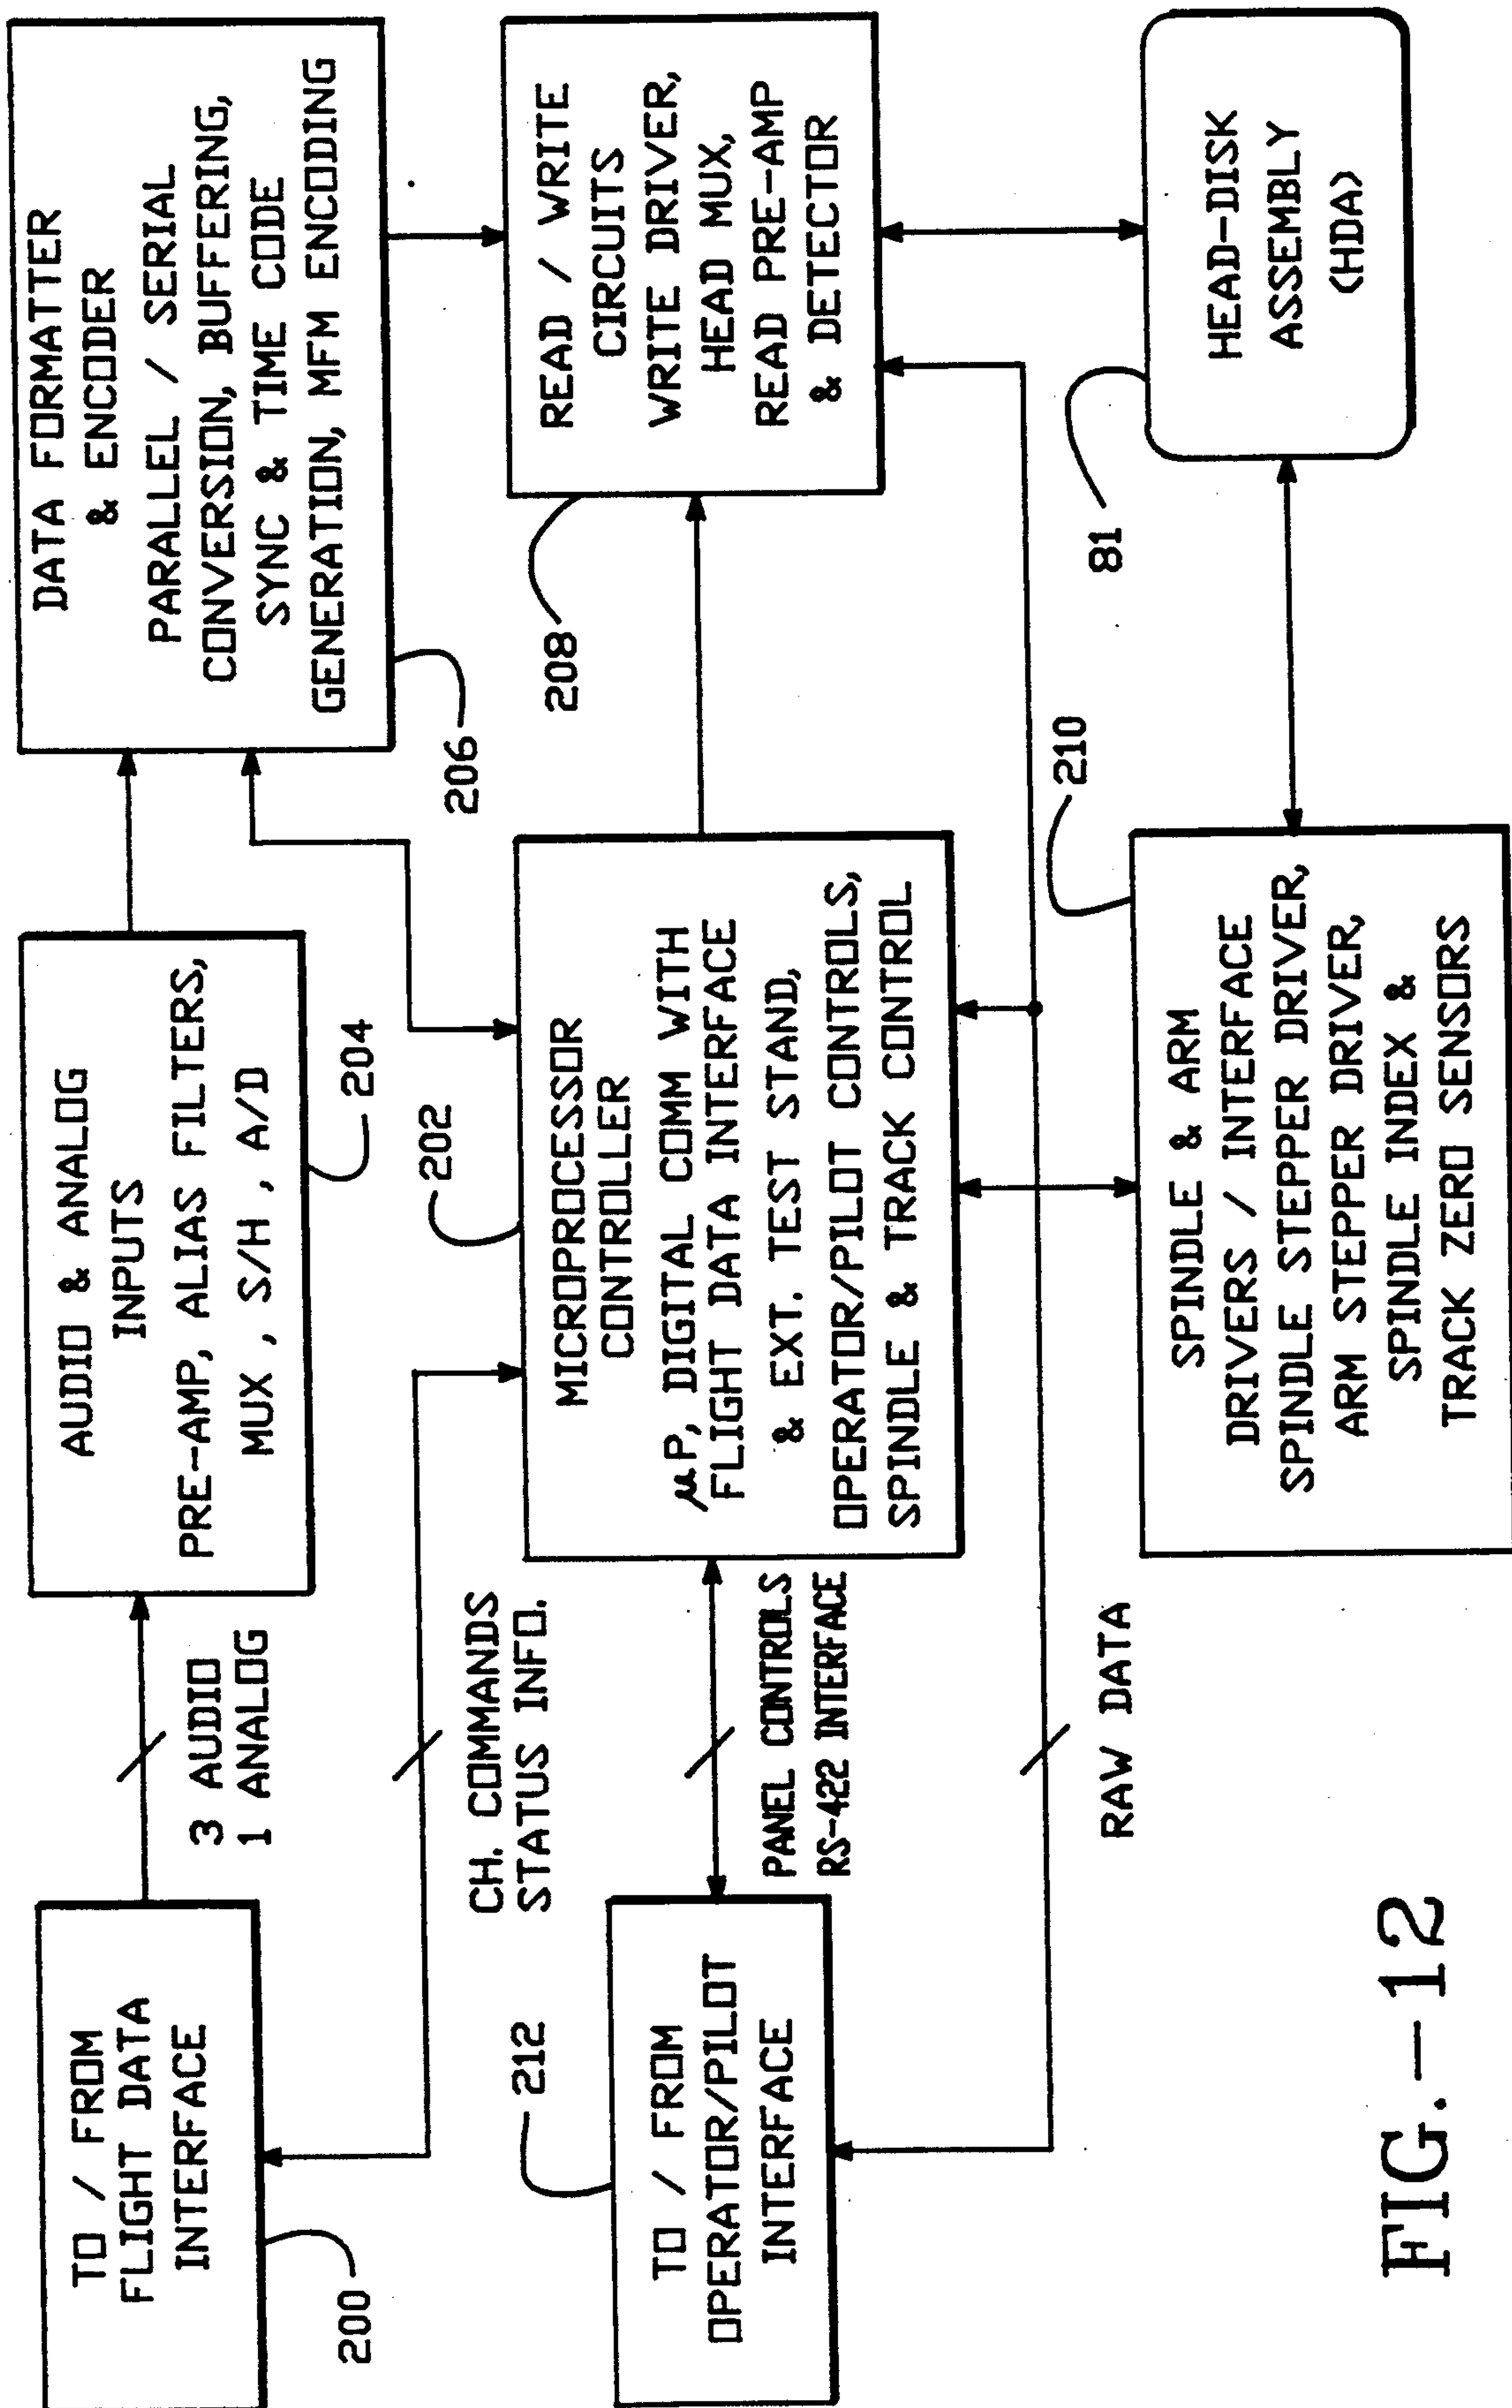 TO / FROM
FLIGHT DATA
INTERFACE
200
3 AUDIO
1 ANALOG
AUDIO & ANALOG
INPUTS
PRE-AMP, ALIAS FILTERS,
MUX , S/H , A/D
204
DATA FORMATTER
& ENCODER
PARALLEL / SERIAL
CONVERSION, BUFFERING,
SYNC & TIME CODE
GENERATION, MFM ENCODING
206
CH. COMMANDS
STATUS INFO.
202
MICROPROCESSOR
CONTROLLER
μP, DIGITAL COMM WITH
FLIGHT DATA INTERFACE
& EXT. TEST STAND,
OPERATOR/PILOT CONTROLS,
SPINDLE & TRACK CONTROL
208
READ / WRITE
CIRCUITS
WRITE DRIVER,
HEAD MUX,
READ PRE-AMP
& DETECTOR
212
TO / FROM
OPERATOR/PILOT
INTERFACE
PANEL CONTROLS
RS-422 INTERFACE
RAW DATA
210
SPINDLE & ARM
DRIVERS / INTERFACE
SPINDLE STEPPER DRIVER,
ARM STEPPER DRIVER,
SPINDLE INDEX &
TRACK ZERO SENSORS
81
HEAD-DISK
ASSEMBLY
(HDA)
FIG.-12